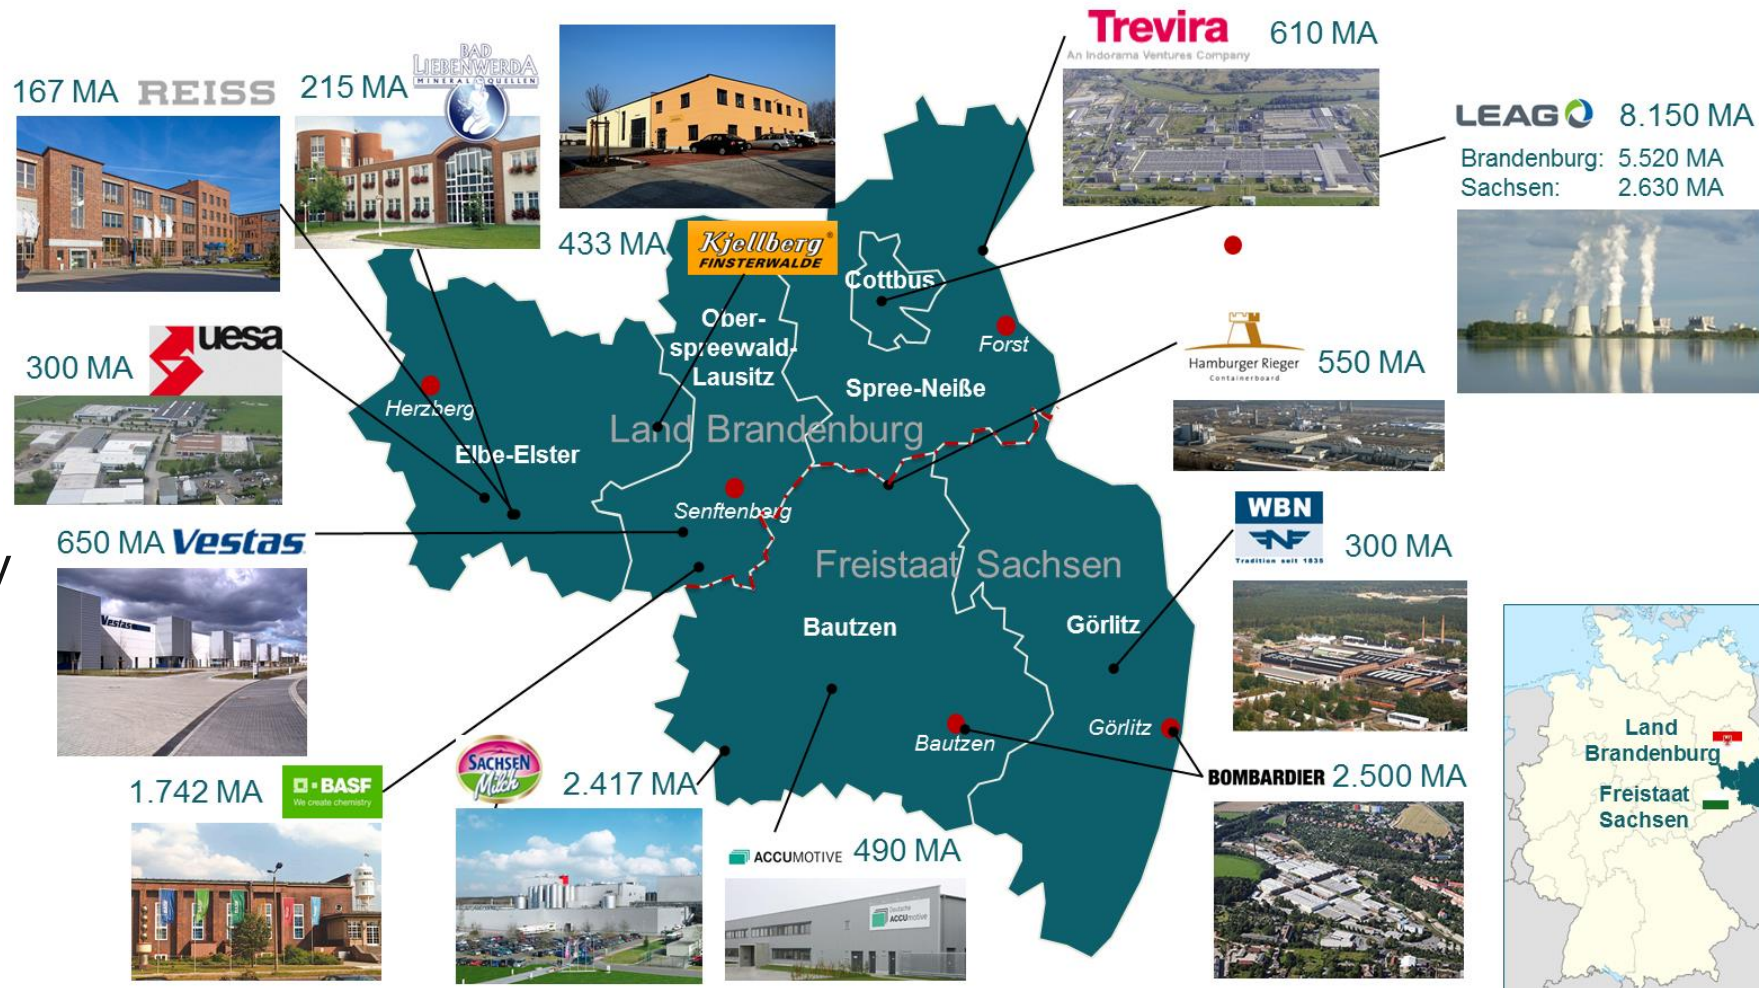 167 MA REISS
215 MA BAD
LIEBENWERDA
MINERAL QUELLEN
433 MA Kjellberg®
FINSTERWALDE
Trevira 610 MA
An Indorama Ventures Company
LEAG 8.150 MA
Brandenburg: 5.520 MA
Sachsen: 2.630 MA
300 MA uesa
Hamburger Rieger 550 MA
Containerboard
Cottbus
Ober-
spreewald-
Lausitz
Forst
Spree-Neiße
Herzberg
Land Brandenburg
Elbe-Elster
Senftenberg
650 MA Vestas
Vestas
y
WBN
Tradition seit 1835
300 MA
Freistaat Sachsen
Bautzen
Görlitz
Bautzen
Görlitz
1.742 MA BASF
We create chemistry
SACHSEN
Milch
2.417 MA
ACCUMOTIVE 490 MA
Deutsche
ACCUmotive
BOMBARDIER 2.500 MA
Land
Brandenburg
Freistaat
Sachsen